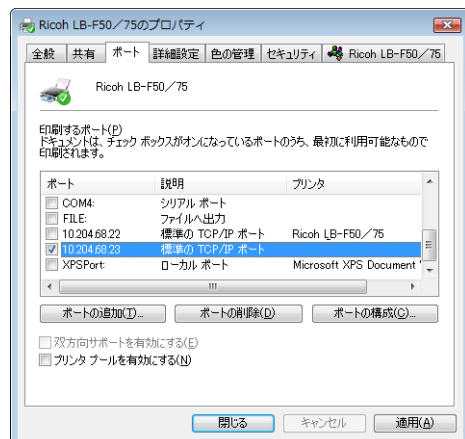 Ricoh LB-F50／75のプロパティ
全般 共有 ポート 詳細設定 色の管理 セキュリティ Ricoh LB-F50／75
Ricoh LB-F50／75
印刷するポート(P)
ドキュメントは、チェック ボックスがオンになっているポートのうち、最初に利用可能なもので
印刷されます。
ポート 説明 プリンタ
COM4: シリアル ポート
FILE: ファイルへ出力
10.204.68.22 標準の TCP/IP ポート Ricoh LB-F50／75
10.204.68.23 標準の TCP/IP ポート
XPSPort: ローカル ポート Microsoft XPS Document
ポートの追加(T)... ポートの削除(D) ポートの構成(C)...
双方向サポートを有効にする(E)
プリンタ プールを有効にする(N)
閉じる キャンセル 適用(A)